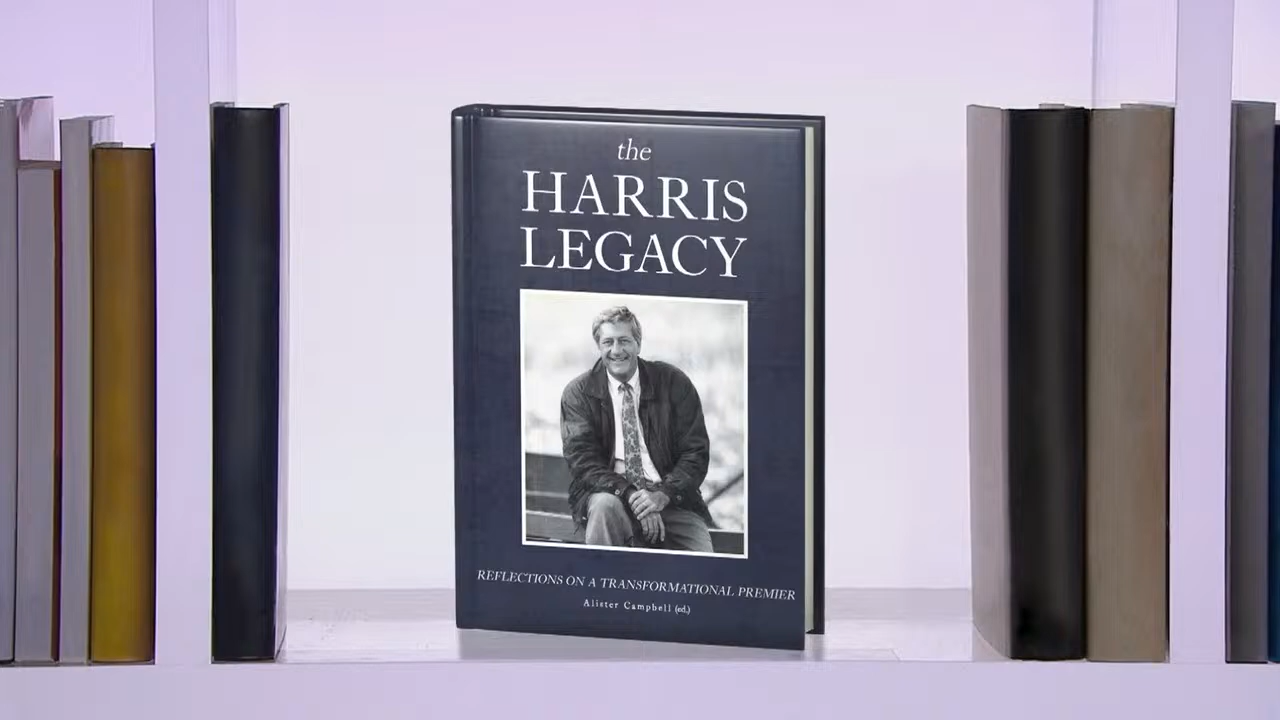 the
HARRIS
LEGACY
REFLECTIONS ON A TRANSFORMATIONAL PREMIER
Alister Campbell (ed.)